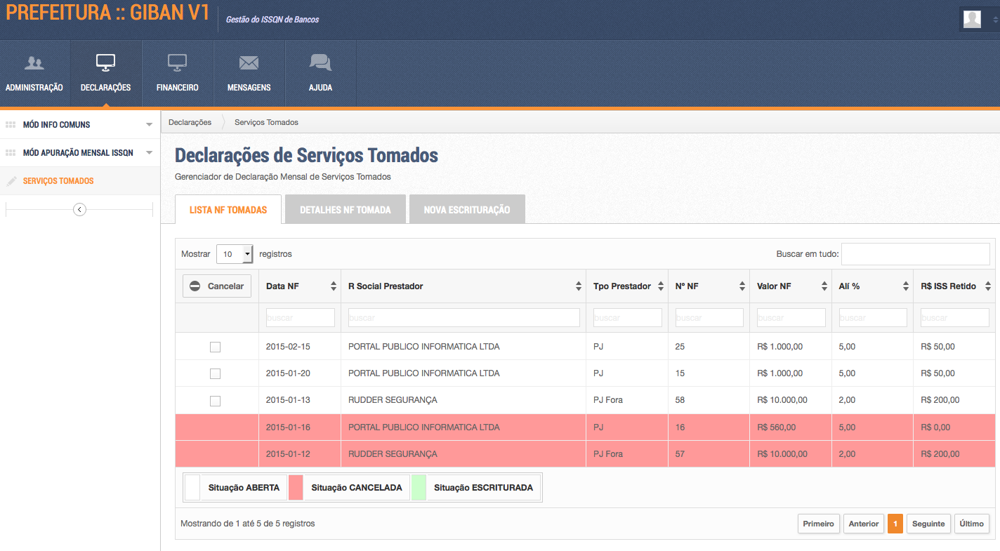 PREFEITURA :: GIBAN V1
Gestão do ISSQN de Bancos
ADMINISTRAÇÃO DECLARAÇÕES FINANCEIRO MENSAGENS AJUDA
MÓD INFO COMUNS
MÓD APURAÇÃO MENSAL ISSQN
SERVIÇOS TOMADOS
Declarações Serviços Tomados
Declarações de Serviços Tomados
Gerenciador de Declaração Mensal de Serviços Tomados
LISTA NF TOMADAS DETALHES NF TOMADA NOVA ESCRITURAÇÃO
Mostrar 10 registros Buscar em tudo:
Cancelar Data NF R Social Prestador Tpo Prestador Nº NF Valor NF Alí % R$ ISS Retido
buscar buscar buscar buscar buscar buscar buscar
2015-02-15 PORTAL PUBLICO INFORMATICA LTDA PJ 25 R$ 1.000,00 5,00 R$ 50,00
2015-01-20 PORTAL PUBLICO INFORMATICA LTDA PJ 15 R$ 1.000,00 5,00 R$ 50,00
2015-01-13 RUDDER SEGURANÇA PJ Fora 58 R$ 10.000,00 2,00 R$ 200,00
2015-01-16 PORTAL PUBLICO INFORMATICA LTDA PJ 16 R$ 560,00 5,00 R$ 0,00
2015-01-12 RUDDER SEGURANÇA PJ Fora 57 R$ 10.000,00 2,00 R$ 200,00
Situação ABERTA Situação CANCELADA Situação ESCRITURADA
Mostrando de 1 até 5 de 5 registros Primeiro Anterior 1 Seguinte Último